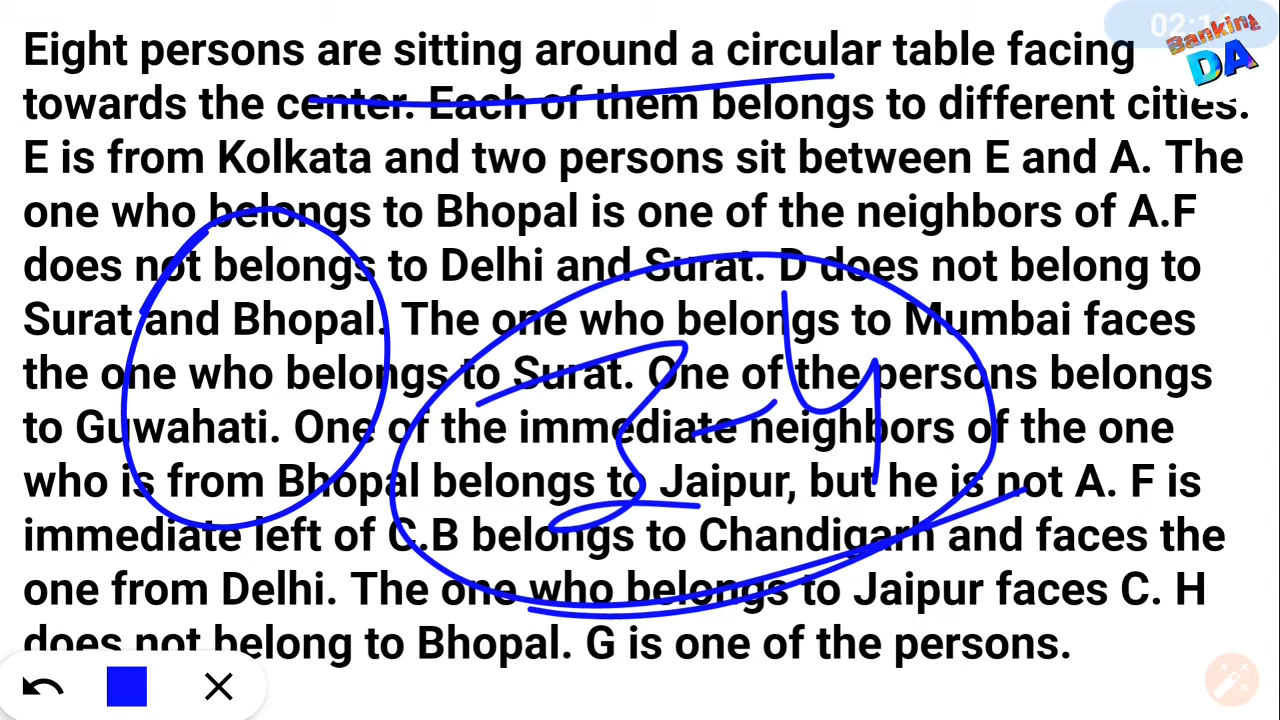 Eight persons are sitting around a circular table facing
towards the center. Each of them belongs to different cities.
E is from Kolkata and two persons sit between E and A. The
one who belongs to Bhopal is one of the neighbors of A.F
does not belongs to Delhi and Surat. D does not belong to
Surat and Bhopal. The one who belongs to Mumbai faces
the one who belongs to Surat. One of the persons belongs
to Guwahati. One of the immediate neighbors of the one
who is from Bhopal belongs to Jaipur, but he is not A. F is
immediate left of C.B belongs to Chandigarh and faces the
one from Delhi. The one who belongs to Jaipur faces C. H
does not belong to Bhopal. G is one of the persons.
Banking
DA